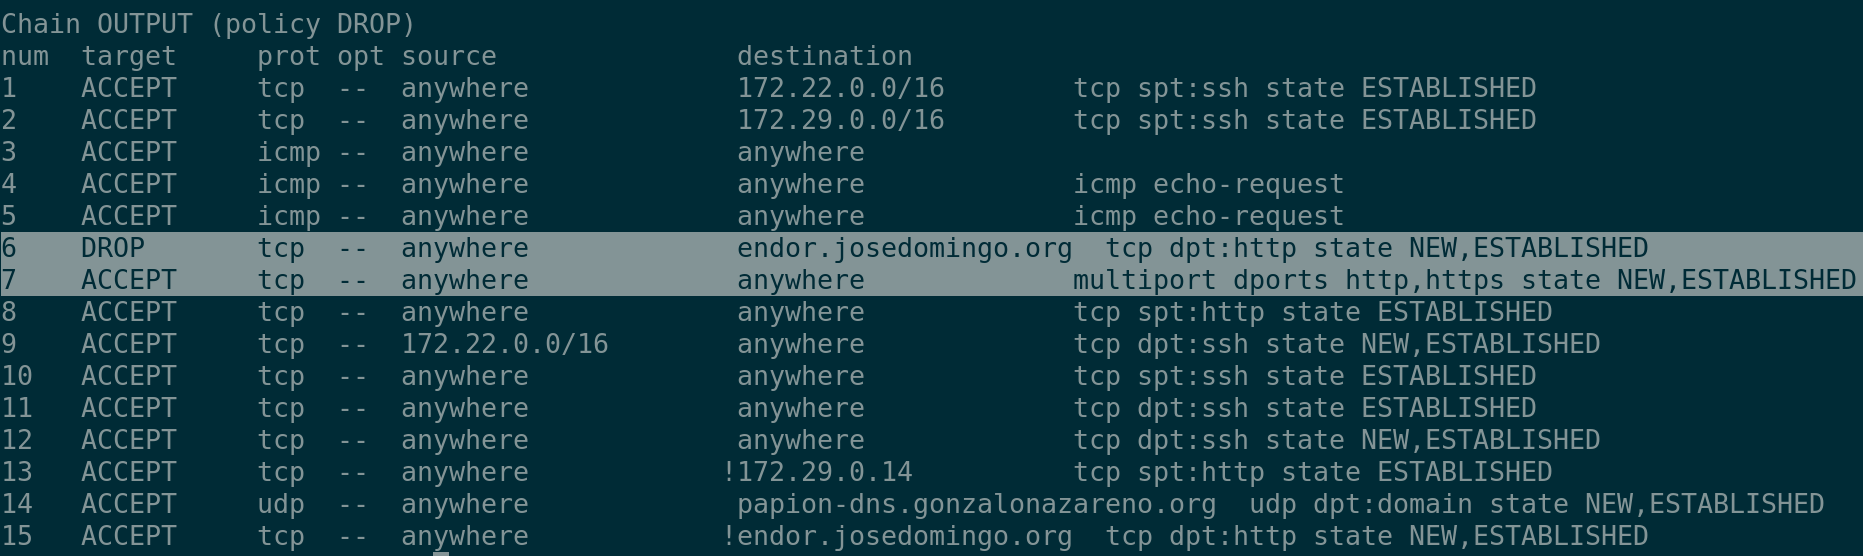 Chain OUTPUT (policy DROP)
num  target     prot opt source               destination
1    ACCEPT     tcp  --  anywhere             172.22.0.0/16        tcp spt:ssh state ESTABLISHED
2    ACCEPT     tcp  --  anywhere             172.29.0.0/16        tcp spt:ssh state ESTABLISHED
3    ACCEPT     icmp --  anywhere             anywhere
4    ACCEPT     icmp --  anywhere             anywhere             icmp echo-request
5    ACCEPT     icmp --  anywhere             anywhere             icmp echo-request
6    DROP       tcp  --  anywhere             endor.josedomingo.org  tcp dpt:http state NEW,ESTABLISHED
7    ACCEPT     tcp  --  anywhere             anywhere             multiport dports http,https state NEW,ESTABLISHED
8    ACCEPT     tcp  --  anywhere             anywhere             tcp spt:http state ESTABLISHED
9    ACCEPT     tcp  --  172.22.0.0/16        anywhere             tcp dpt:ssh state NEW,ESTABLISHED
10   ACCEPT     tcp  --  anywhere             anywhere             tcp spt:ssh state ESTABLISHED
11   ACCEPT     tcp  --  anywhere             anywhere             tcp dpt:ssh state ESTABLISHED
12   ACCEPT     tcp  --  anywhere             anywhere             tcp dpt:ssh state NEW,ESTABLISHED
13   ACCEPT     tcp  --  anywhere            !172.29.0.14          tcp spt:http state ESTABLISHED
14   ACCEPT     udp  --  anywhere             papion-dns.gonzalonazareno.org  udp dpt:domain state NEW,ESTABLISHED
15   ACCEPT     tcp  --  anywhere            !endor.josedomingo.org  tcp dpt:http state NEW,ESTABLISHED